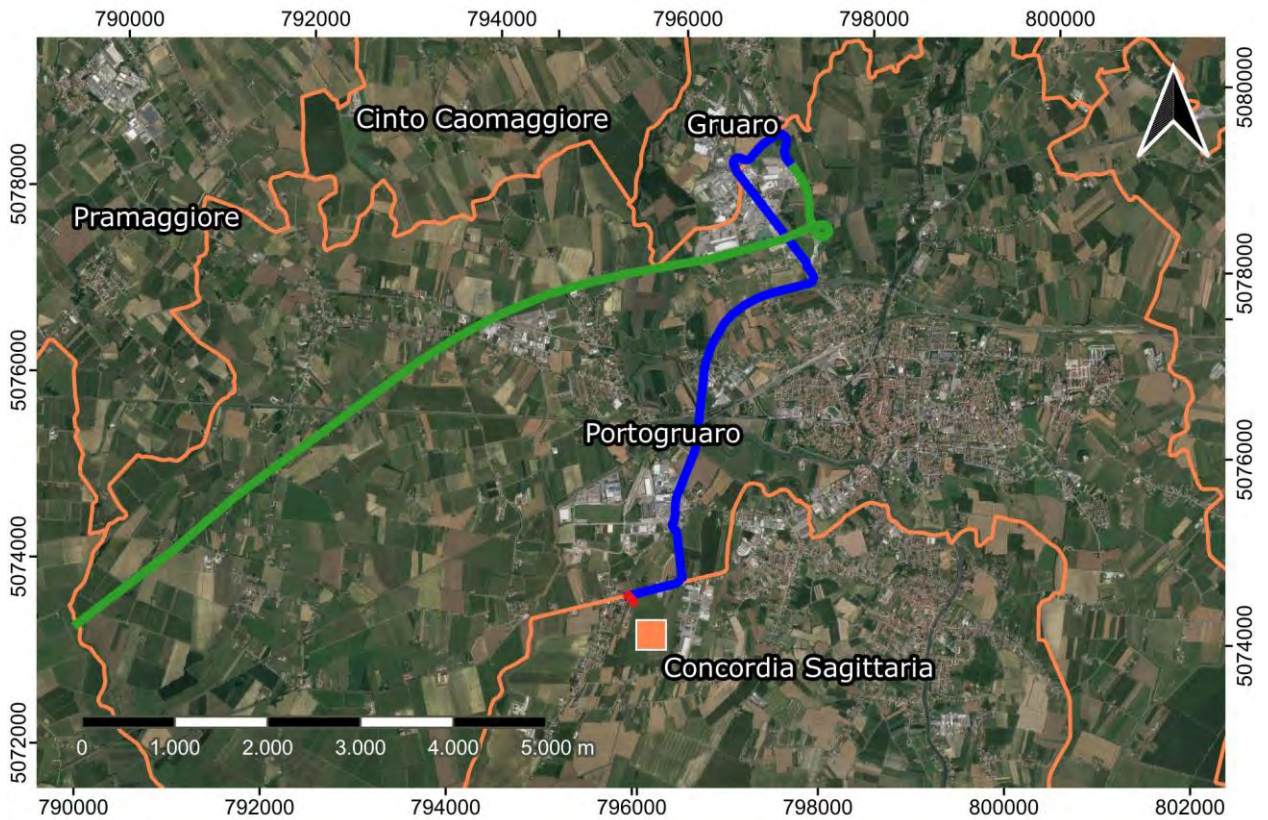 790000 792000 794000 796000 798000 800000
5080000
Cinto Caomaggiore
Gruaro
5078000
Pramaggiore
5078000
5076000
Portogruaro
5076000
5074000
5074000
Concordia Sagittaria
5072000
0 1.000 2.000 3.000 4.000 5.000 m
790000 792000 794000 796000 798000 800000 802000